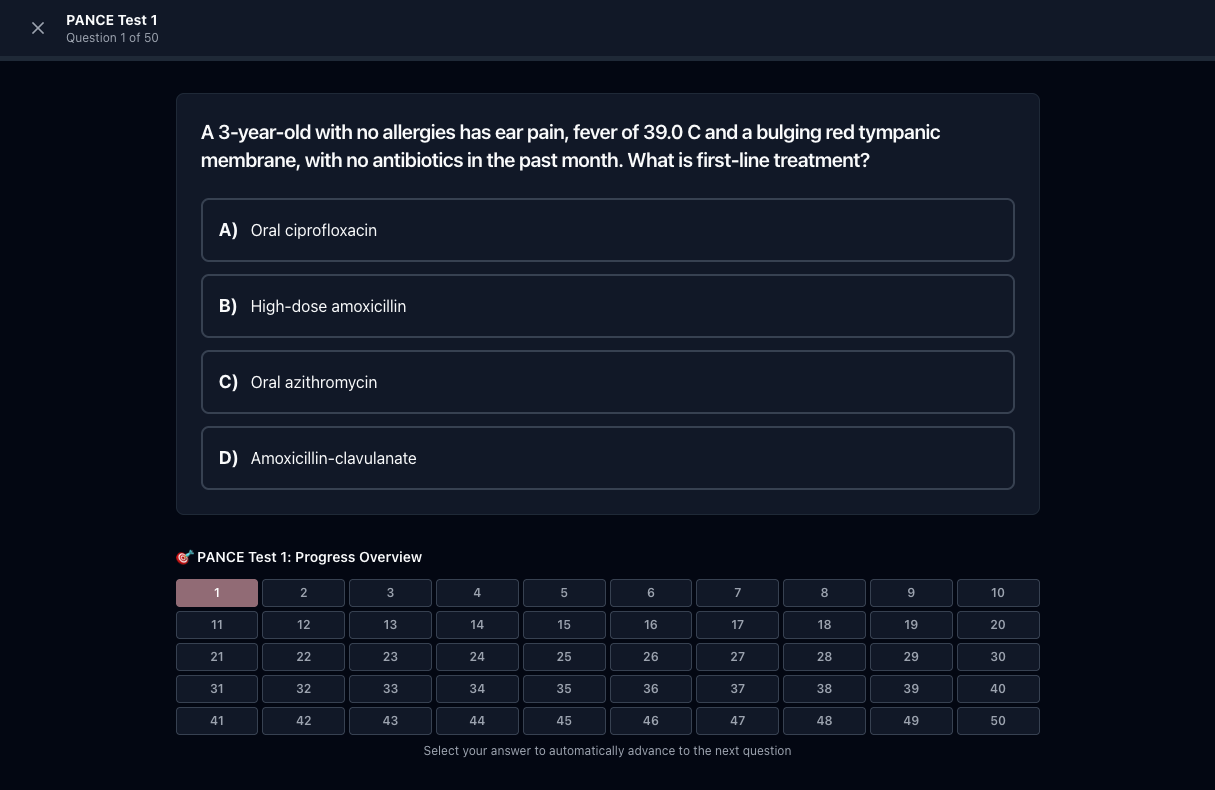 PANCE Test 1
Question 1 of 50
A 3-year-old with no allergies has ear pain, fever of 39.0 C and a bulging red tympanic
membrane, with no antibiotics in the past month. What is first-line treatment?
A) Oral ciprofloxacin
B) High-dose amoxicillin
C) Oral azithromycin
D) Amoxicillin-clavulanate
🎯 PANCE Test 1: Progress Overview
1 2 3 4 5 6 7 8 9 10
11 12 13 14 15 16 17 18 19 20
21 22 23 24 25 26 27 28 29 30
31 32 33 34 35 36 37 38 39 40
41 42 43 44 45 46 47 48 49 50
Select your answer to automatically advance to the next question